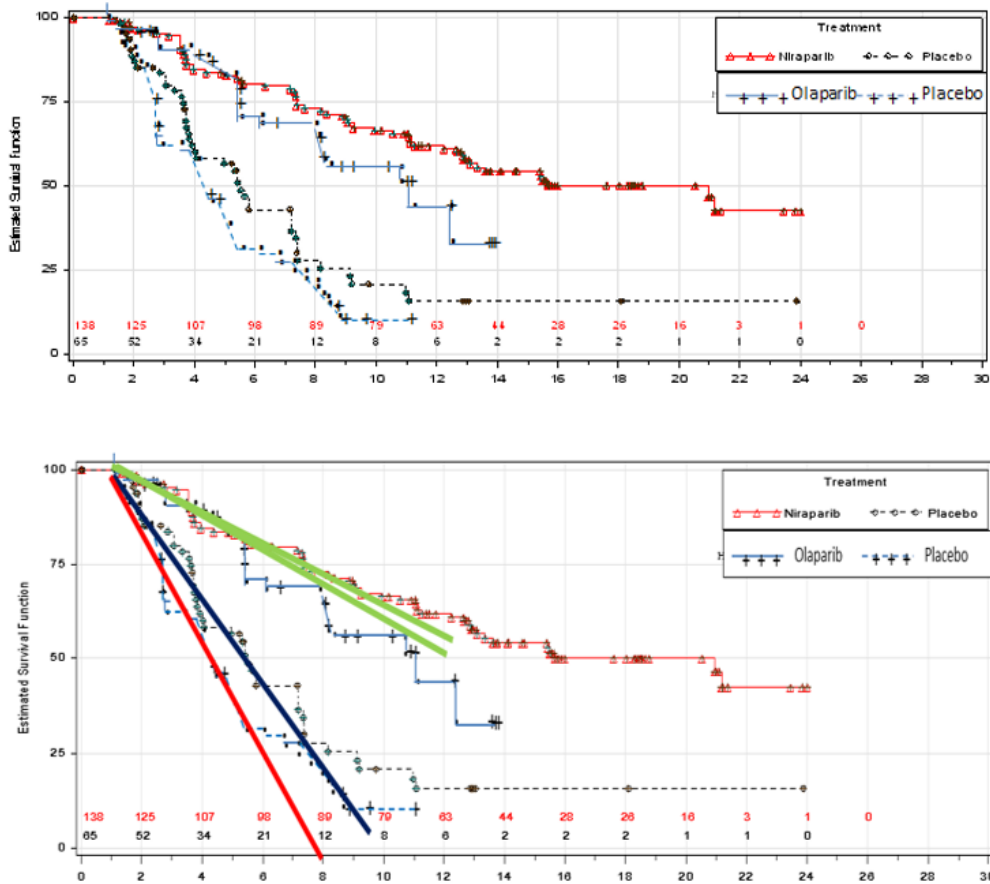 100
75
50
25
0
Estimated Survival Function
Treatment
Niraparib Placebo
Olaparib Placebo
138 125 107 98 89 79 63 44 28 26 16 3 1 0
65 52 34 21 12 8 6 2 2 2 1 1 0
0 2 4 6 8 10 12 14 16 18 20 22 24 26 28 30
100
75
50
25
0
Estimated Survival Function
Treatment
Niraparib Placebo
Olaparib Placebo
138 125 107 98 89 79 63 44 28 26 16 3 1 0
65 52 34 21 12 8 6 2 2 2 1 1 0
0 2 4 6 8 10 12 14 16 18 20 22 24 26 28